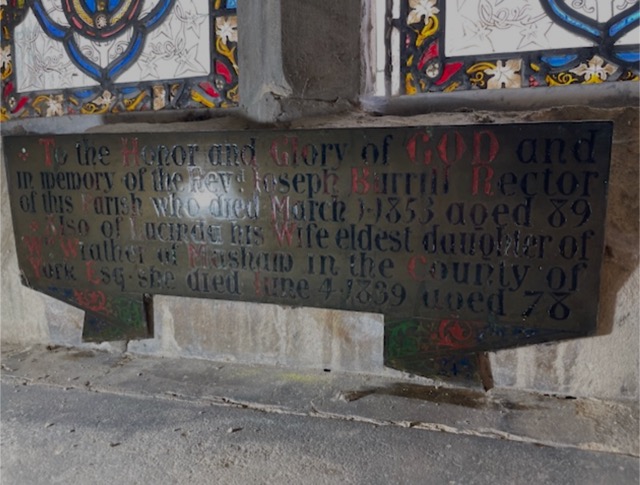 + To the Honor and Glory of GOD and
in memory of the Revd Joseph Burrill Rector
of this Parish who died March 1853 aged 89
+ Also of Lucinda his Wife eldest daughter of
Wm Wrather of Masham in the County of
York Esq. she died June 4. 1839 aged 78